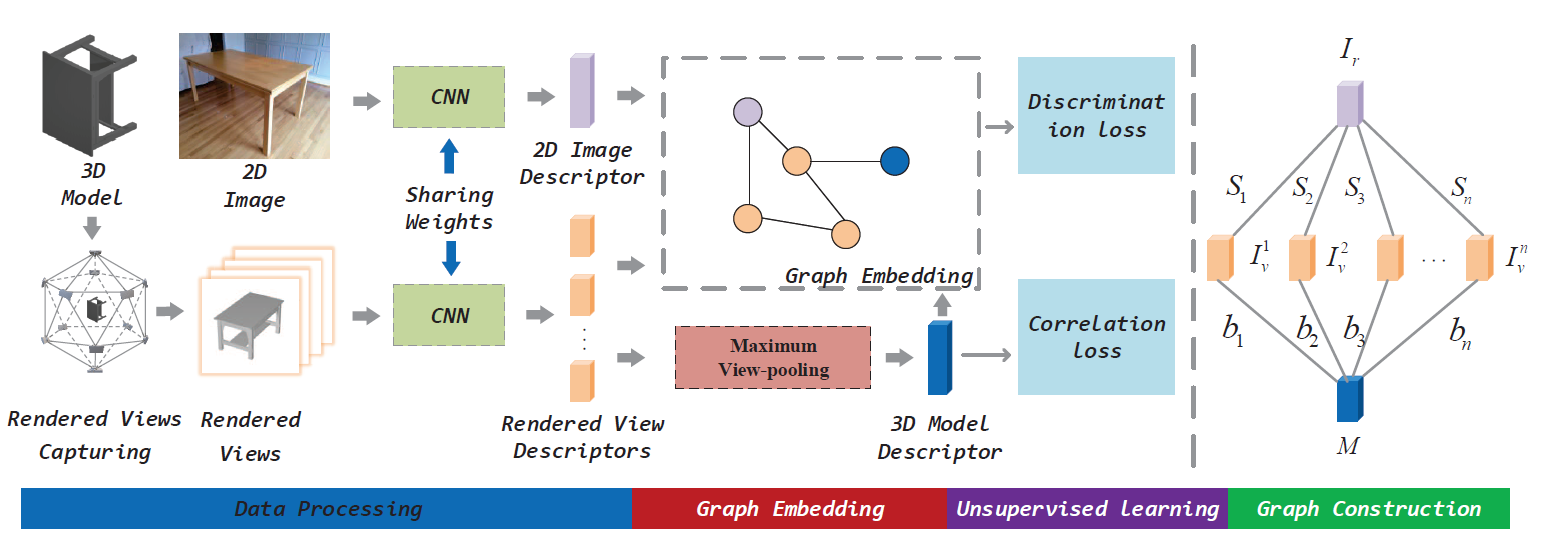 3D
Model
2D
Image
CNN
Sharing
Weights
CNN
2D Image
Descriptor
Rendered Views
Capturing
Rendered
Views
Rendered View
Descriptors
Graph Embedding
Maximum
View-pooling
3D Model
Descriptor
Discriminat
ion loss
Correlation
loss
I_r
S_1 S_2 S_3 S_n
I_v^1 I_v^2 ... I_v^n
b_1 b_2 b_3 b_n
M
Data Processing
Graph Embedding
Unsupervised learning
Graph Construction